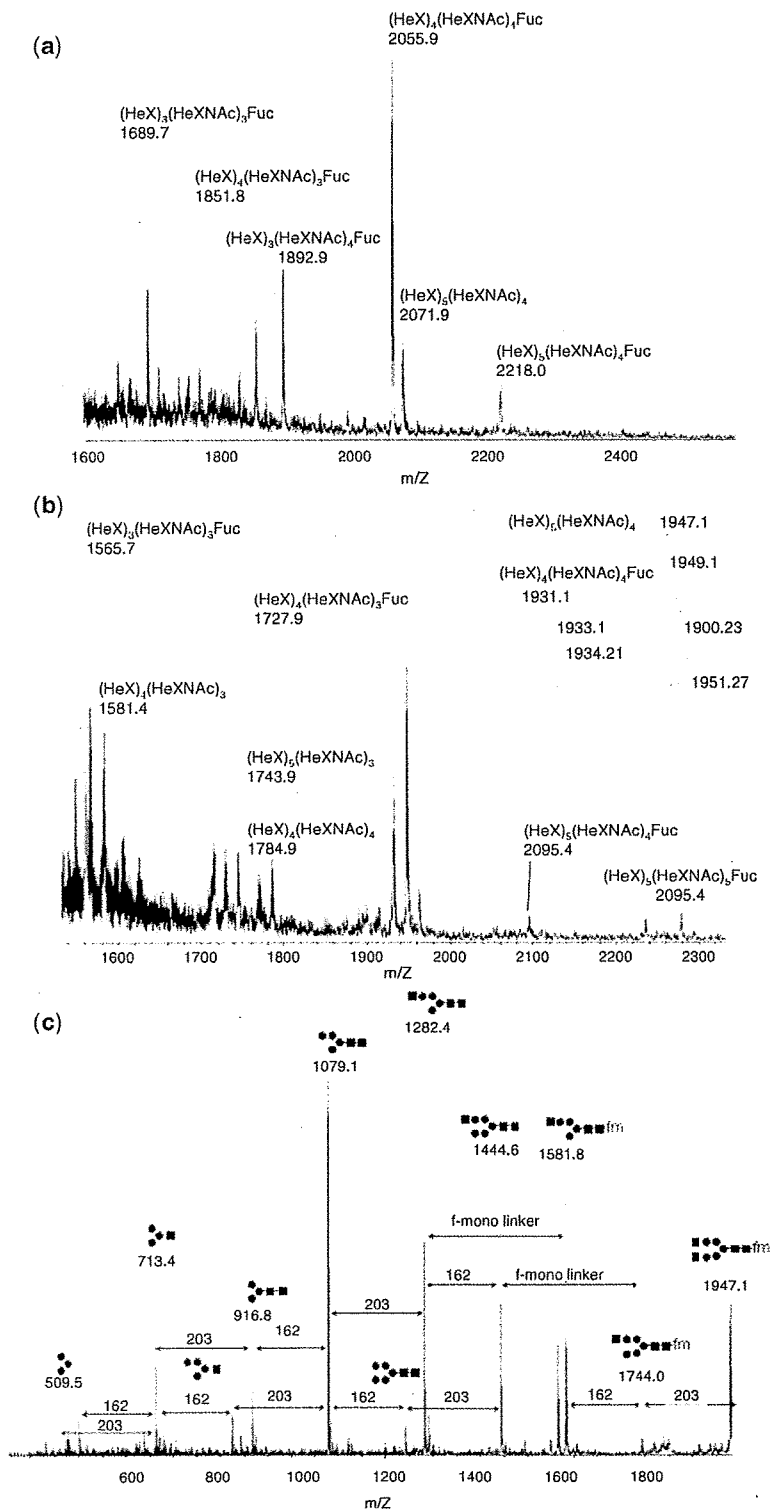 (a)
(HeX)₄(HeXNAc)₄Fuc
2055.9
(HeX)₃(HeXNAc)₃Fuc
1689.7
(HeX)₄(HeXNAc)₃Fuc
1851.8
(HeX)₃(HeXNAc)₄Fuc
1892.9
(HeX)₅(HeXNAc)₄
2071.9
(HeX)₅(HeXNAc)₄Fuc
2218.0
1600 1800 2000 2200 2400
m/Z
(b)
(HeX)₃(HeXNAc)₃Fuc
1565.7
(HeX)₅(HeXNAc)₄ 1947.1
1949.1
(HeX)₄(HeXNAc)₄Fuc
1931.1
(HeX)₄(HeXNAc)₃Fuc
1727.9
1933.1 1900.23
1934.21
1951.27
(HeX)₄(HeXNAc)₃
1581.4
(HeX)₅(HeXNAc)₃
1743.9
(HeX)₄(HeXNAc)₄
1784.9
(HeX)₅(HeXNAc)₄Fuc
2095.4
(HeX)₅(HeXNAc)₅Fuc
2095.4
1600 1700 1800 1900 2000 2100 2200 2300
m/Z
(c)
1282.4
1079.1
fm
1444.6 1581.8
f-mono linker
fm
713.4
1947.1
162 f-mono linker
916.8
203
203 162
fm
1744.0
509.5
162 162 203 162 203 162 203
203
600 800 1000 1200 1400 1600 1800
m/Z